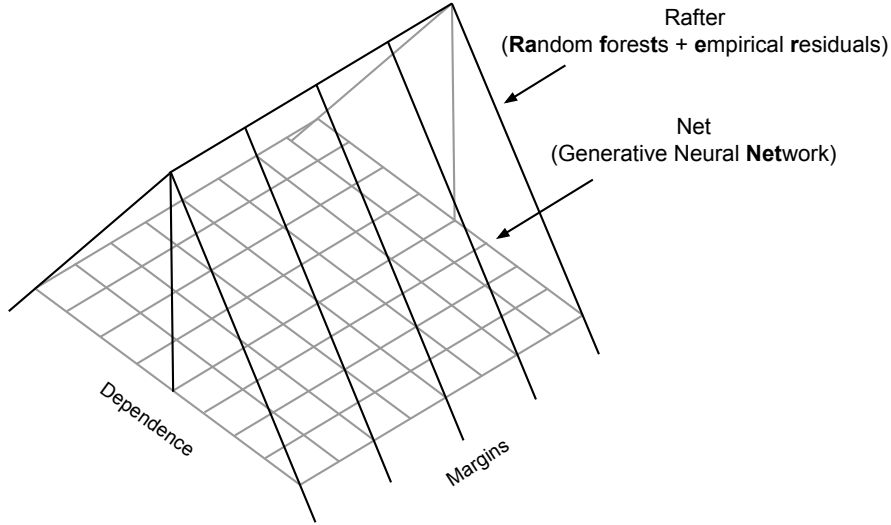 Rafter
(Random forests + empirical residuals)
Net
(Generative Neural Network)
Dependence
Margins